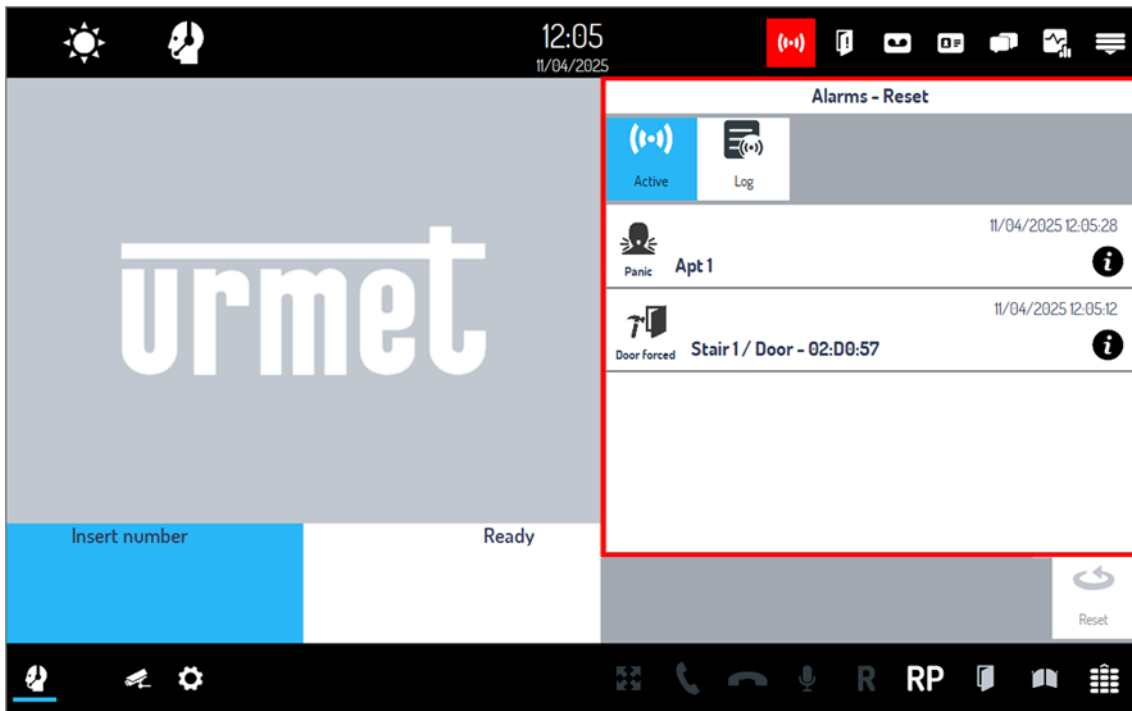 12:05
11/04/2025
Alarms - Reset
Active
Log
11/04/2025 12:05:28
Panic
Apt 1
11/04/2025 12:05:12
Door forced
Stair 1 / Door - 02:D0:57
urmet
Insert number
Ready
Reset
R
RP